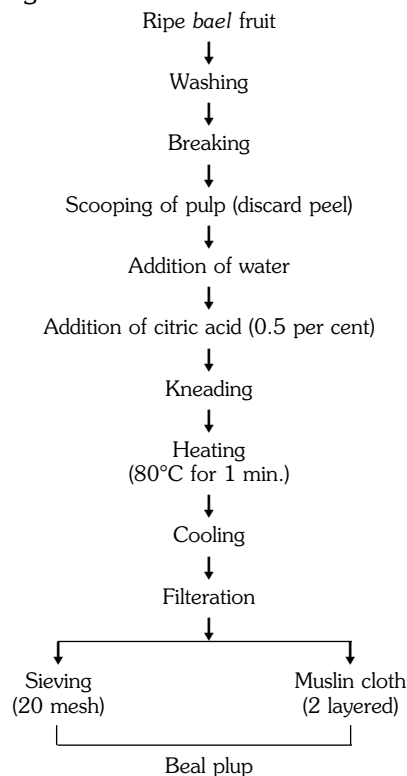 Ripe bael fruit
Washing
Breaking
Scooping of pulp (discard peel)
Addition of water
Addition of citric acid (0.5 per cent)
Kneading
Heating
(80°C for 1 min.)
Cooling
Filteration
Sieving
(20 mesh)
Muslin cloth
(2 layered)
Beal plup